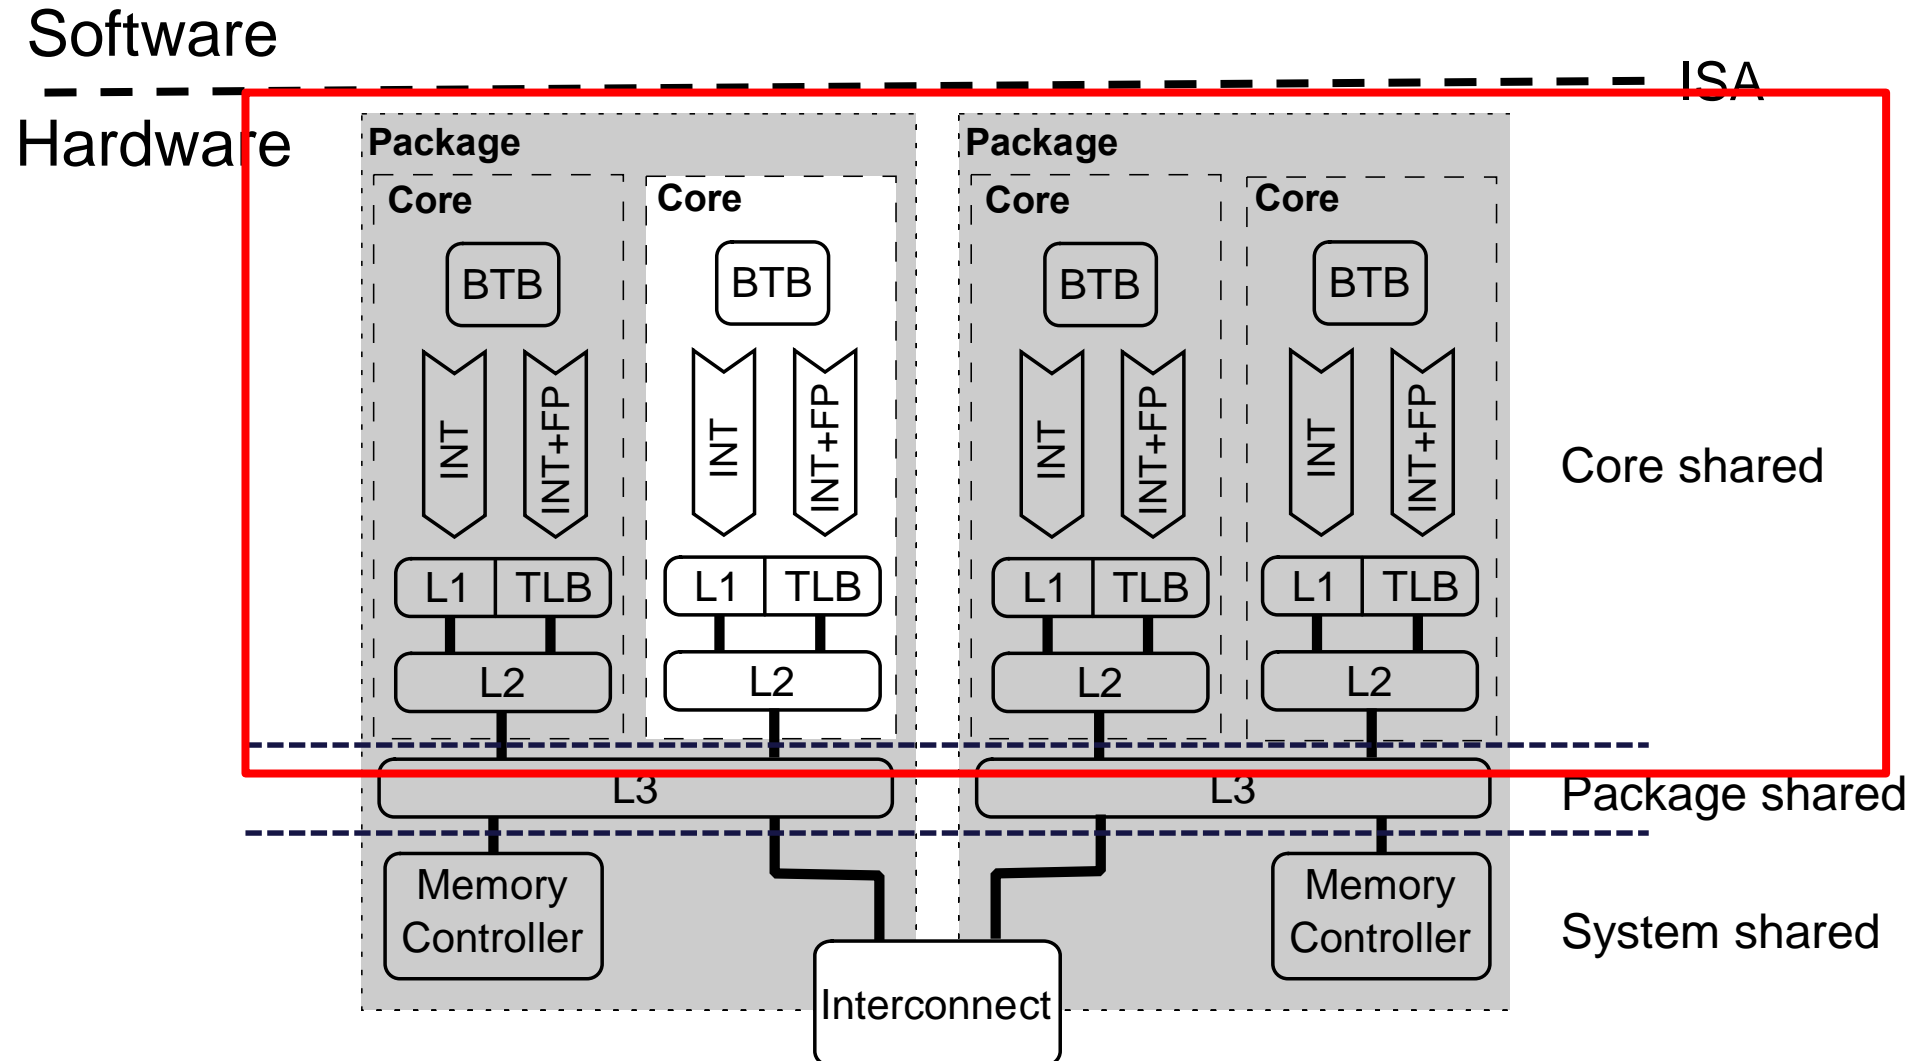 Software
ISA
Hardware
Package
Package
Core
Core
Core
Core
BTB
BTB
BTB
BTB
INT
INT+FP
INT
INT+FP
INT
INT+FP
INT
INT+FP
Core shared
L1
TLB
L1
TLB
L1
TLB
L1
TLB
L2
L2
L2
L2
L3
L3
Package shared
Memory
Controller
Memory
Controller
System shared
Interconnect